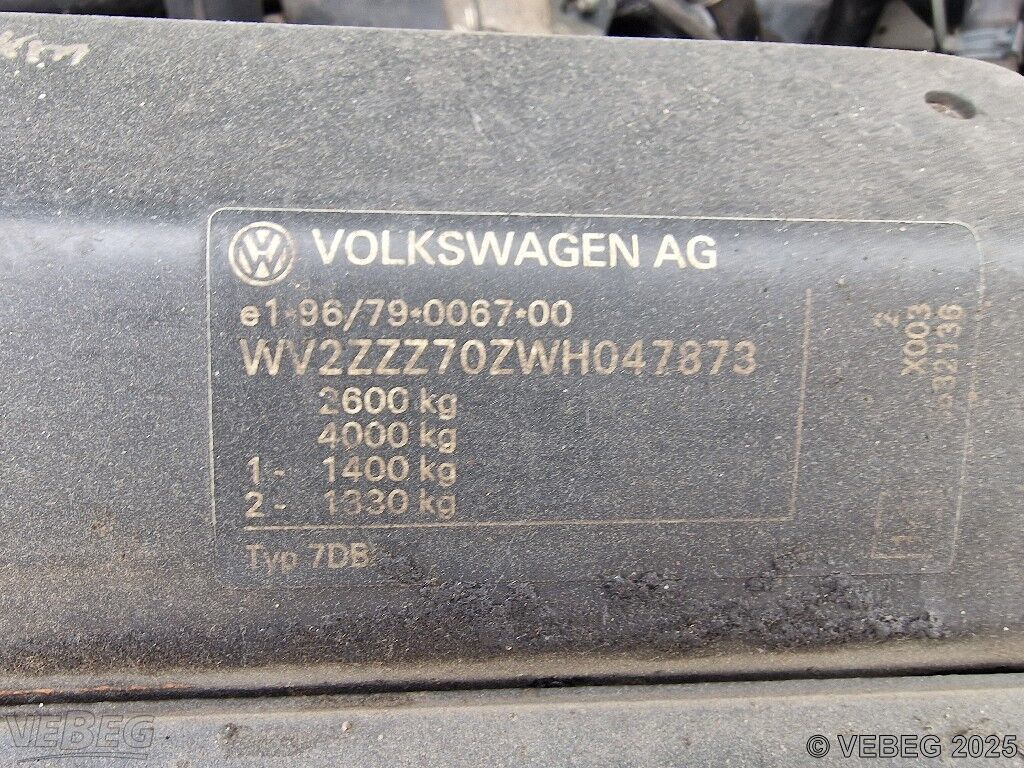 VOLKSWAGEN AG
e1*96/79*0067*00
WV2ZZZ70ZWH047873
2600 kg
4000 kg
1 - 1400 kg
2 - 1330 kg
Typ 7DB
2
X003
VEBEG
© VEBEG 2025